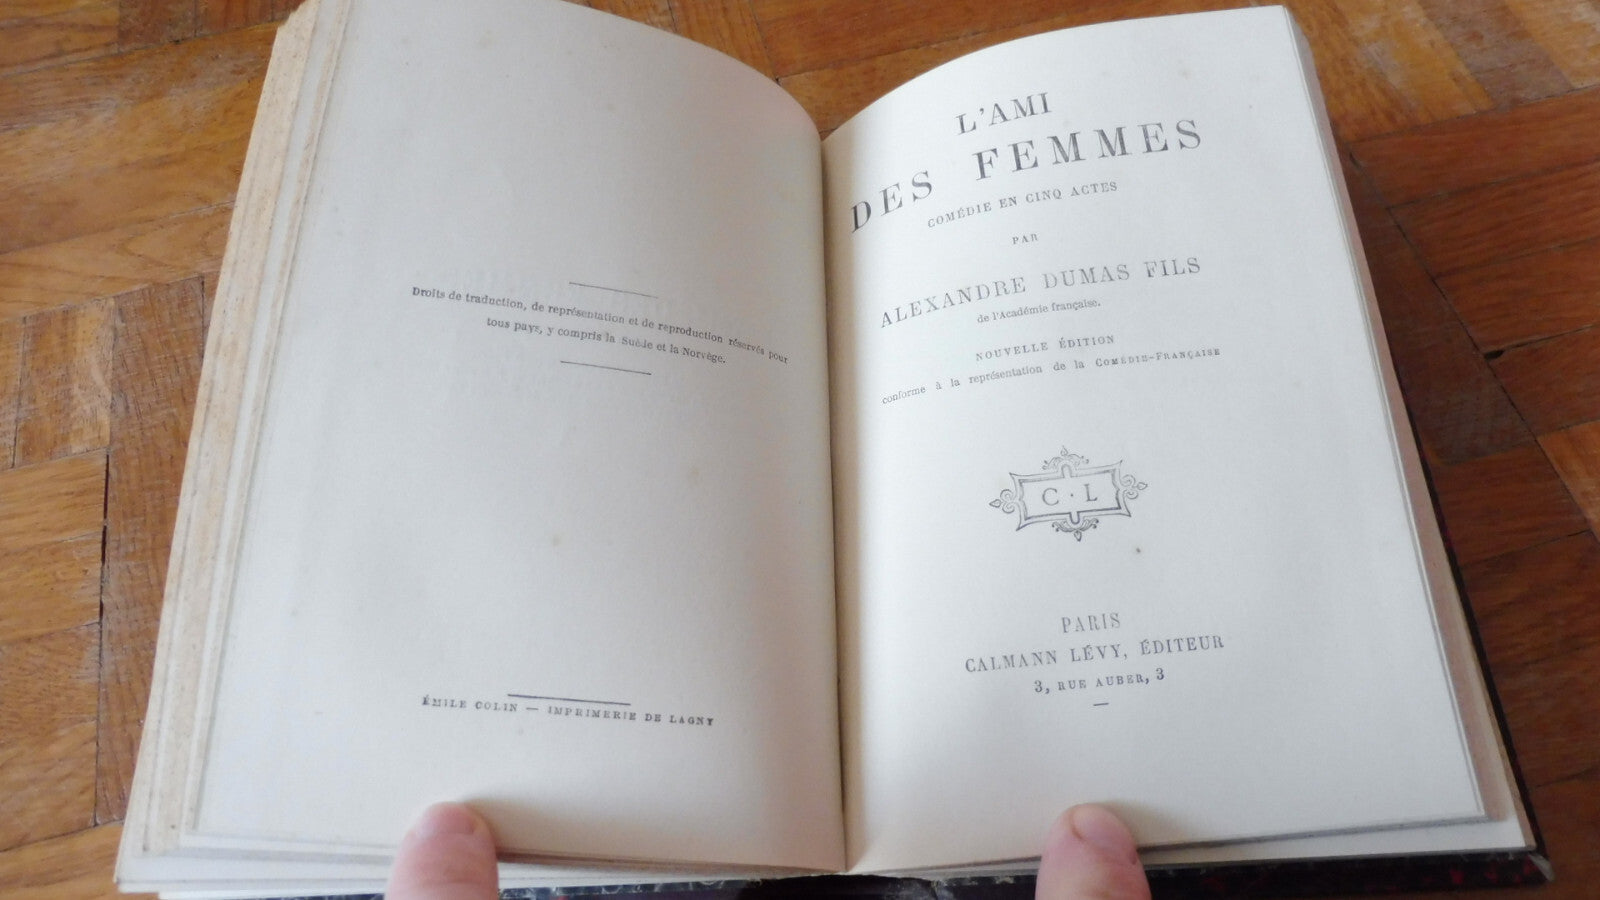 Droits de traduction, de représentation et de reproduction réservés pour
tous pays, y compris la Suède et la Norvège.
ÉMILE COLIN — IMPRIMERIE DE LAGNY
L'AMI
DES FEMMES
COMÉDIE EN CINQ ACTES
PAR
ALEXANDRE DUMAS FILS
de l'Académie française.
NOUVELLE ÉDITION
conforme à la représentation de la COMÉDIE-FRANÇAISE
C · L
PARIS
CALMANN LÉVY, ÉDITEUR
3, RUE AUBER, 3